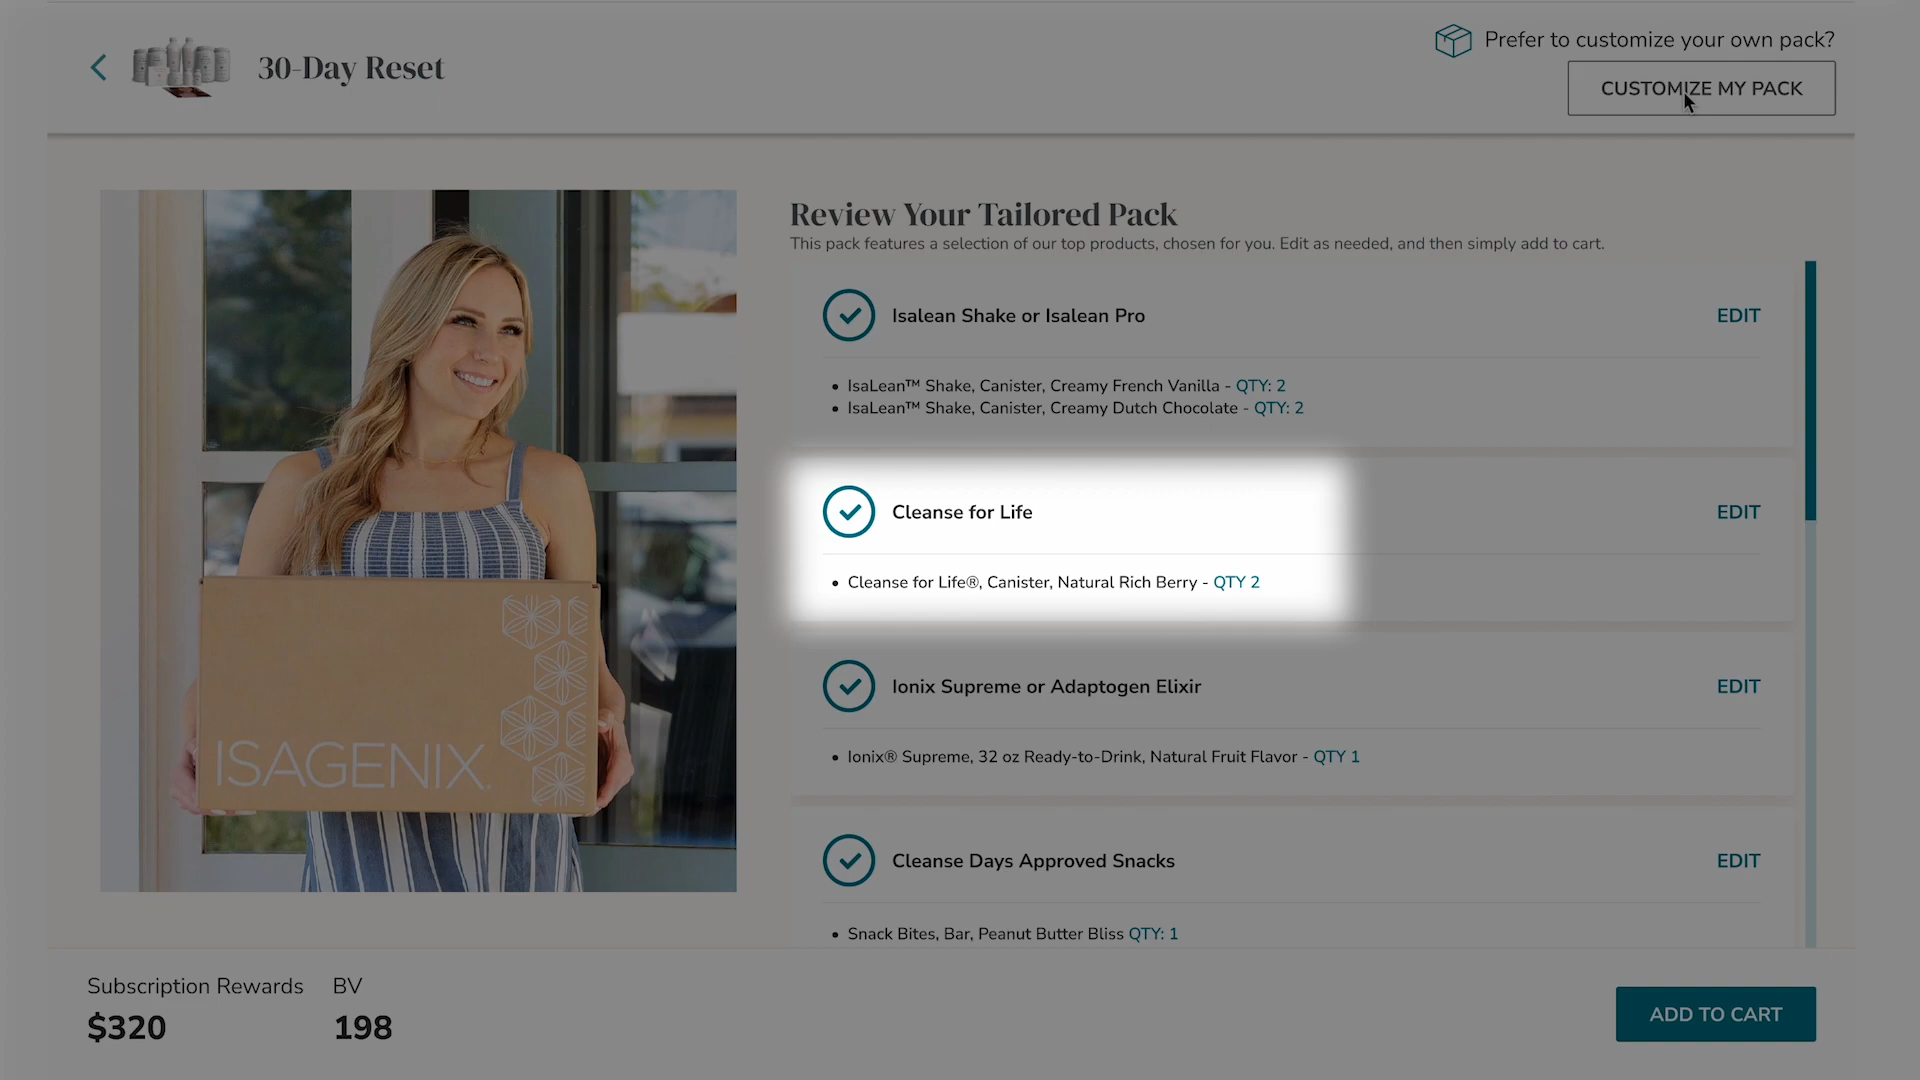 Prefer to customize your own pack?
30-Day Reset
CUSTOMIZE MY PACK
Review Your Tailored Pack
This pack features a selection of our top products, chosen for you. Edit as needed, and then simply add to cart.
Isalean Shake or Isalean Pro
EDIT
• IsaLean™ Shake, Canister, Creamy French Vanilla - QTY: 2
• IsaLean™ Shake, Canister, Creamy Dutch Chocolate - QTY: 2
Cleanse for Life
EDIT
• Cleanse for Life®, Canister, Natural Rich Berry - QTY 2
Ionix Supreme or Adaptogen Elixir
EDIT
• Ionix® Supreme, 32 oz Ready-to-Drink, Natural Fruit Flavor - QTY 1
Cleanse Days Approved Snacks
EDIT
• Snack Bites, Bar, Peanut Butter Bliss QTY: 1
ISAGENIX.
Subscription Rewards
$320
BV
198
ADD TO CART